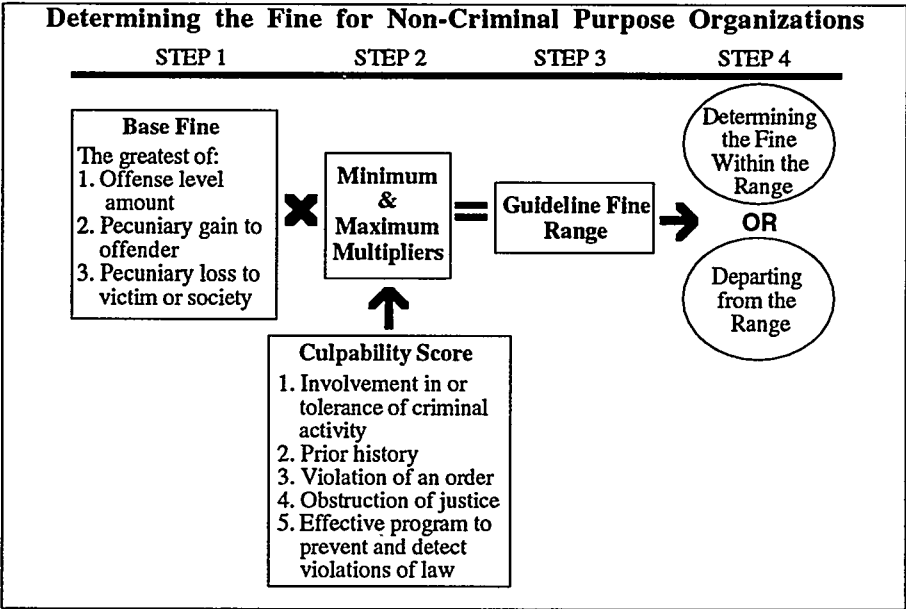 Determining the Fine for Non-Criminal Purpose Organizations
STEP 1 STEP 2 STEP 3 STEP 4
Base Fine
The greatest of:
1. Offense level
amount
2. Pecuniary gain to
offender
3. Pecuniary loss to
victim or society
Minimum
&
Maximum
Multipliers
=
Guideline Fine
Range
Determining
the Fine
Within the
Range
OR
Departing
from the
Range
Culpability Score
1. Involvement in or
tolerance of criminal
activity
2. Prior history
3. Violation of an order
4. Obstruction of justice
5. Effective program to
prevent and detect
violations of law